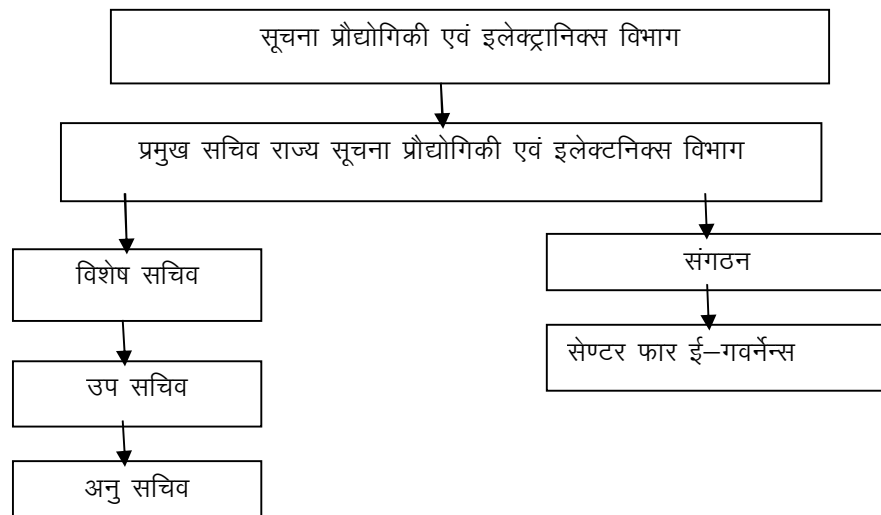 सूचना प्रौद्योगिकी एवं इलेक्ट्रानिक्स विभाग
प्रमुख सचिव राज्य सूचना प्रौद्योगिकी एवं इलेक्टनिक्स विभाग
विशेष सचिव
संगठन
सेण्टर फार ई–गवर्नेन्स
उप सचिव
अनु सचिव